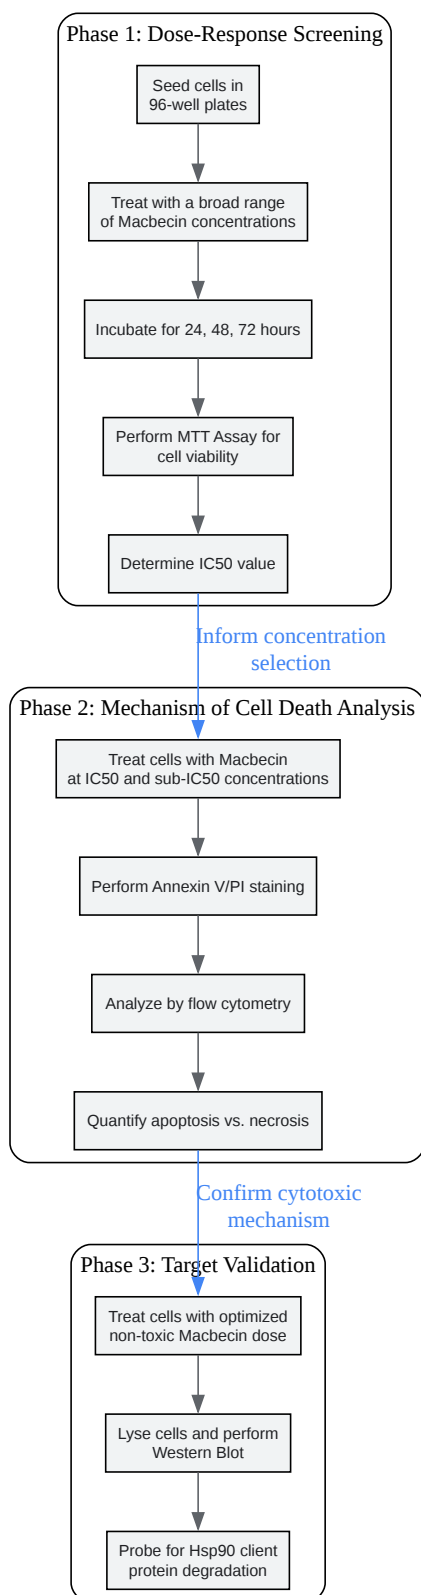 Phase 1: Dose-Response Screening
Seed cells in
96-well plates
Treat with a broad range
of Macbecin concentrations
Incubate for 24, 48, 72 hours
Perform MTT Assay for
cell viability
Determine IC50 value
Inform concentration
selection
Phase 2: Mechanism of Cell Death Analysis
Treat cells with Macbecin
at IC50 and sub-IC50 concentrations
Perform Annexin V/PI staining
Analyze by flow cytometry
Quantify apoptosis vs. necrosis
Confirm cytotoxic
mechanism
Phase 3: Target Validation
Treat cells with optimized
non-toxic Macbecin dose
Lyse cells and perform
Western Blot
Probe for Hsp90 client
protein degradation